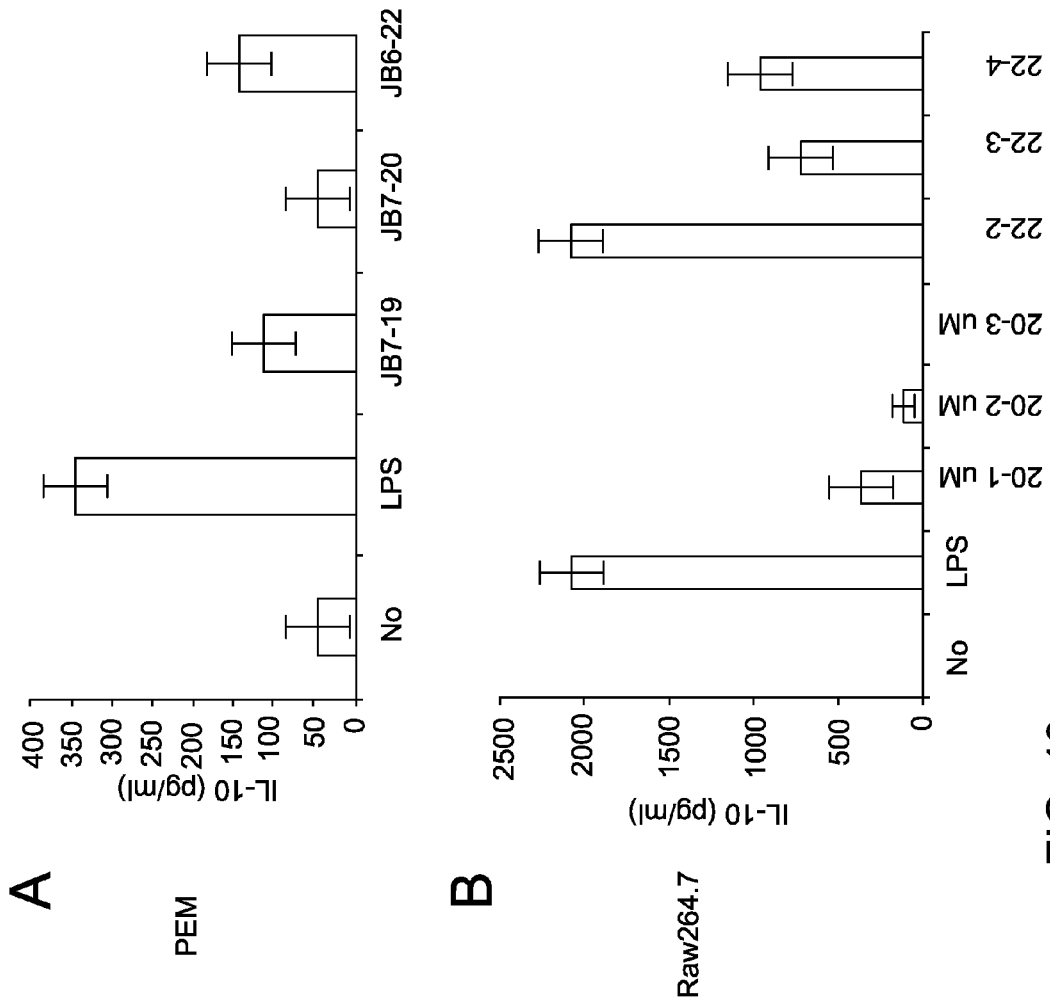 A
PEM
IL-10 (pg/ml)
400
350
300
250
200
150
100
50
0
No
LPS
JB7-19
JB7-20
JB6-22
B
Raw264.7
IL-10 (pg/ml)
2500
2000
1500
1000
500
0
No
LPS
20-1 uM
20-2 uM
20-3 uM
22-2
22-3
22-4